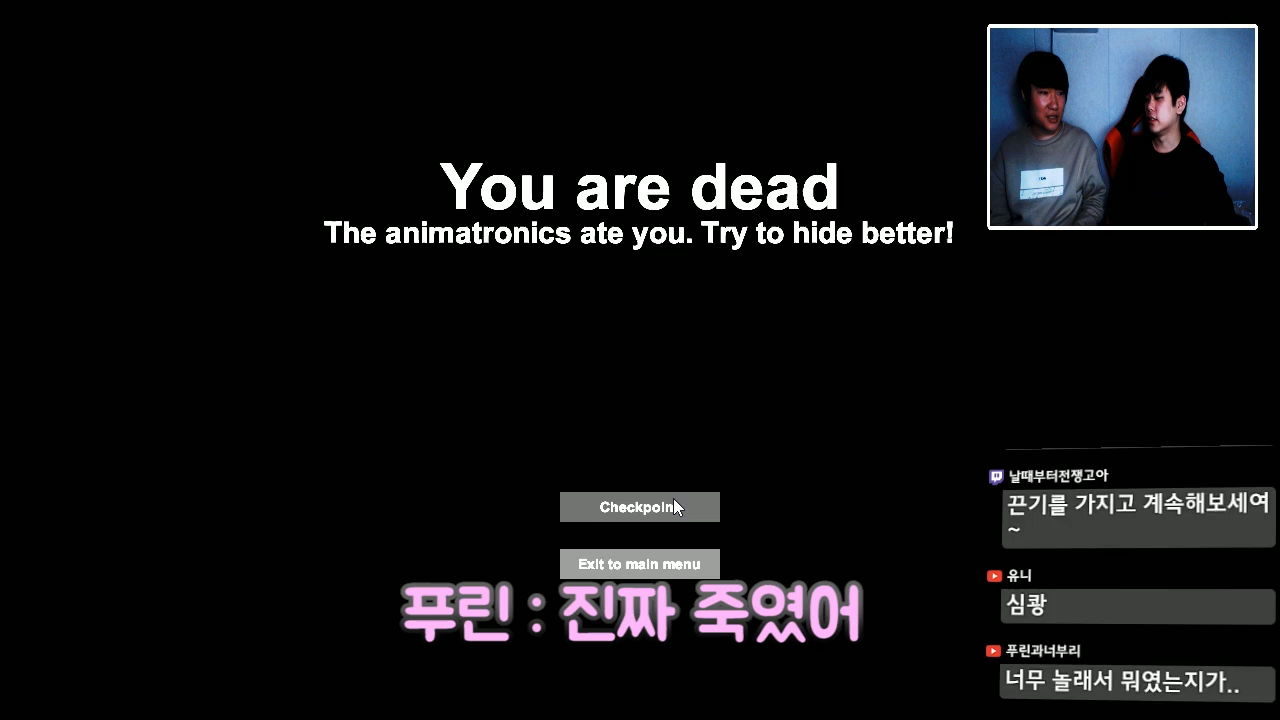 You are dead
The animatronics ate you. Try to hide better!
Checkpoint
Exit to main menu
푸린 : 진짜 죽였어
날때부터전쟁고아
끈기를 가지고 계속해보세여
~
유니
심쾅
푸린과너부리
너무 놀래서 뭐였는지가..